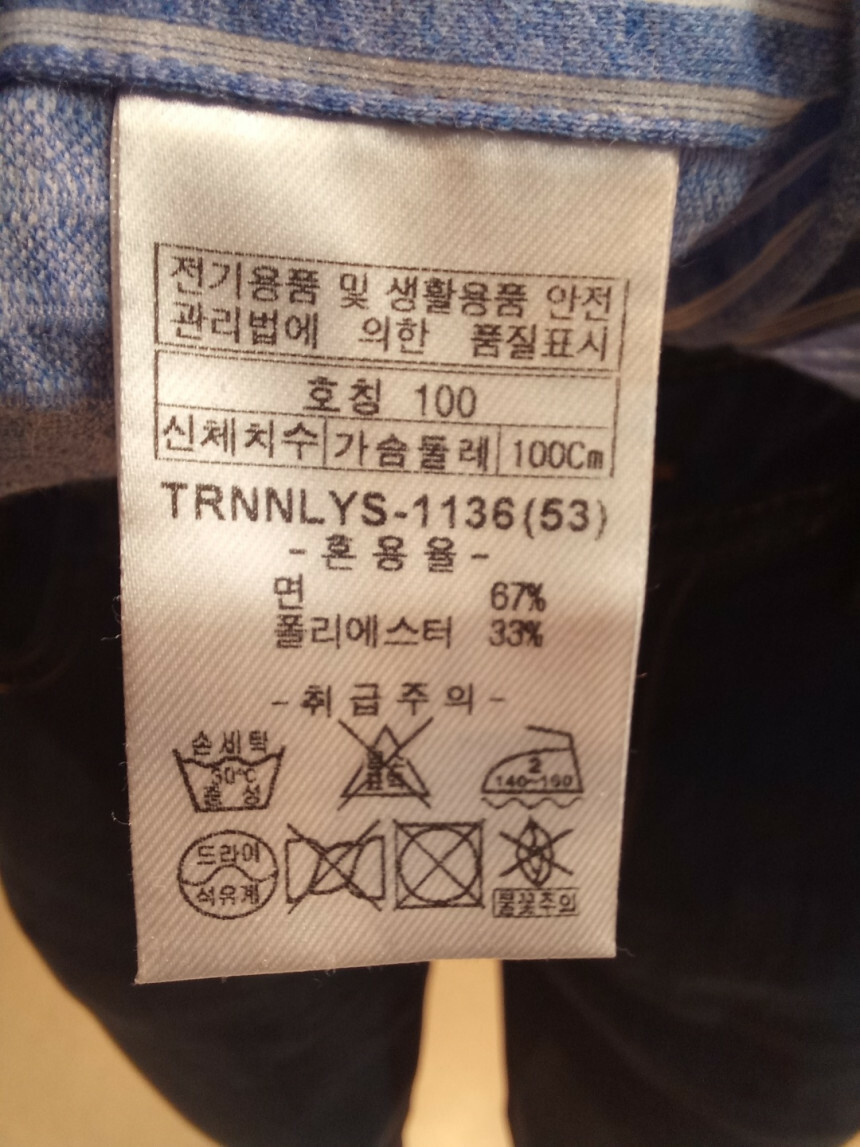 전기용품 및 생활용품 안전
관리법에 의한 품질표시
호칭 100
신체치수 가슴둘레 100Cm
TRNNLYS-1136(53)
-혼용율-
면 67%
폴리에스터 33%
-취급주의-
손세탁
30℃
중성
2
140~160
드라이
석유계
불꽃주의